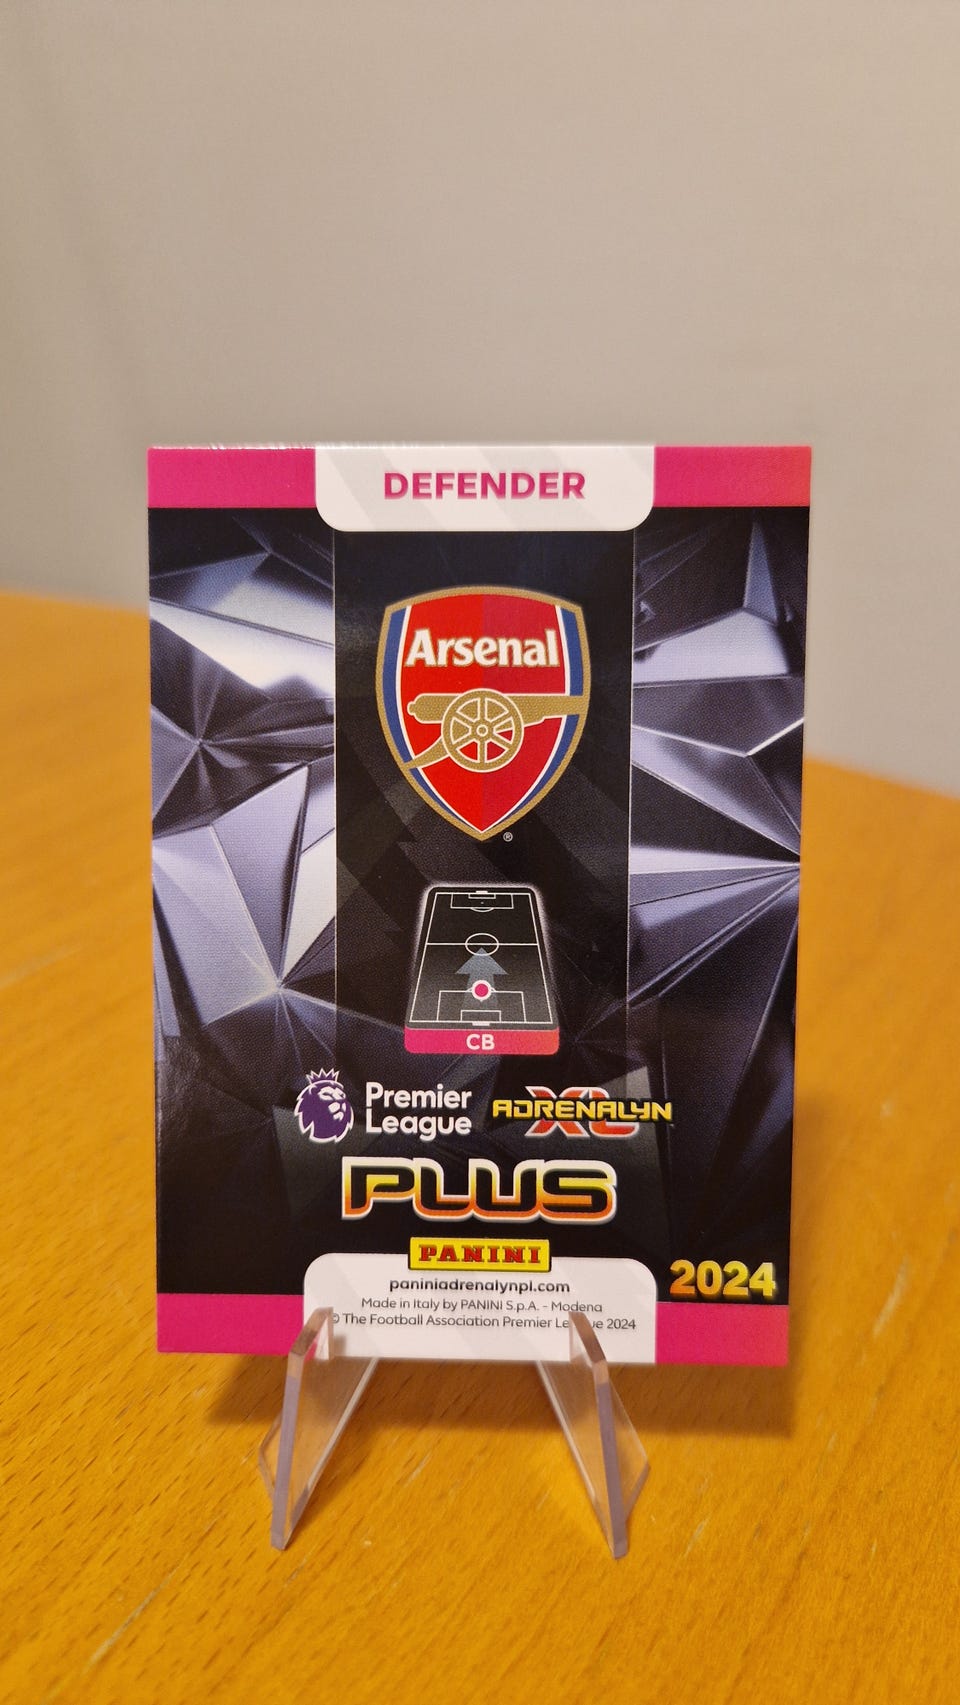 DEFENDER
Arsenal
®
CB
Premier
League
ADRENALYN
XL
PLUS
PANINI
2024
paniniadrenalynpl.com
Made in Italy by PANINI S.p.A. - Modena
© The Football Association Premier League 2024